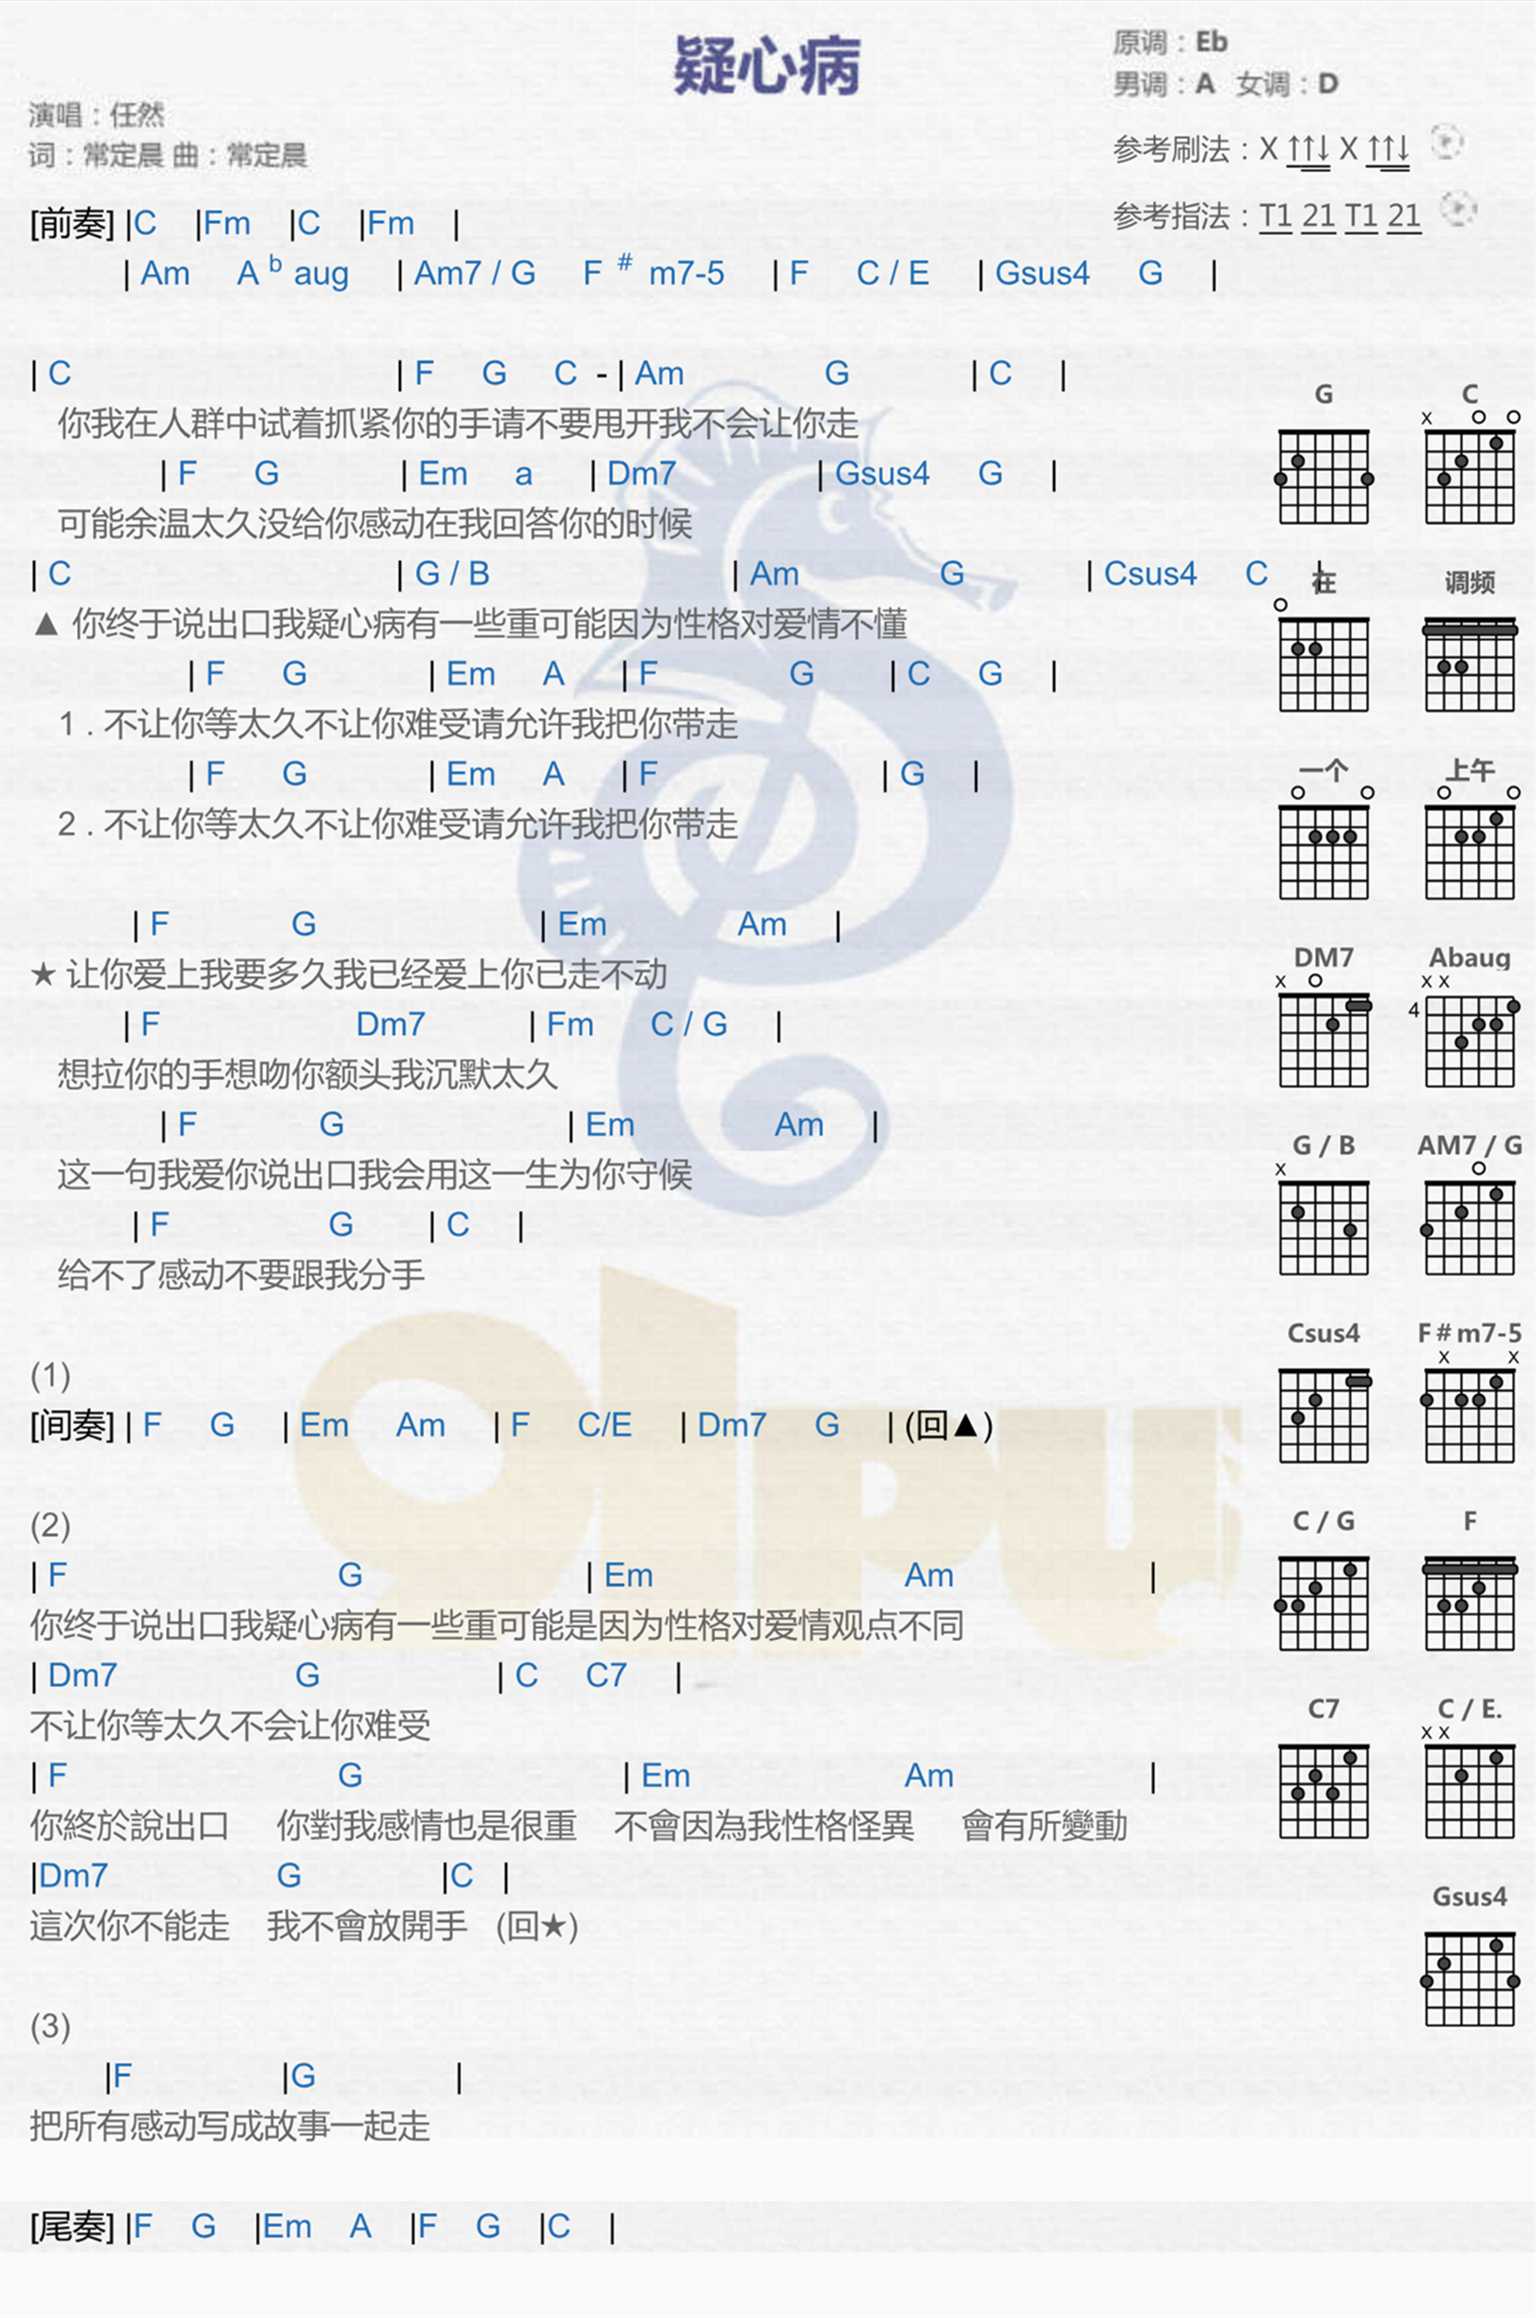 疑心病
原调：Eb
男调：A 女调：D
演唱：任然
词：常定晨 曲：常定晨
参考刷法：X ↑↑↓ X ↑↑↓
参考指法：T1 21 T1 21
[前奏] |C |Fm |C |Fm |
| Am A b aug | Am7 / G F # m7-5 | F C / E | Gsus4 G |
| C | F G C - | Am G | C |
你我在人群中试着抓紧你的手请不要甩开我不会让你走
| F G | Em a | Dm7 | Gsus4 G |
可能余温太久没给你感动在我回答你的时候
| C | G / B | Am G | Csus4 C |
▲ 你终于说出口我疑心病有一些重可能因为性格对爱情不懂
| F G | Em A | F G | C G |
1 . 不让你等太久不让你难受请允许我把你带走
| F G | Em A | F | G |
2 . 不让你等太久不让你难受请允许我把你带走
| F G | Em Am |
★ 让你爱上我要多久我已经爱上你已走不动
| F Dm7 | Fm C / G |
想拉你的手想吻你额头我沉默太久
| F G | Em Am |
这一句我爱你说出口我会用这一生为你守候
| F G | C |
给不了感动不要跟我分手
(1)
[间奏] | F G | Em Am | F C/E | Dm7 G | (回▲)
(2)
| F G | Em Am |
你终于说出口我疑心病有一些重可能是因为性格对爱情观点不同
| Dm7 G | C C7 |
不让你等太久不会让你难受
| F G | Em Am |
你終於說出口 你對我感情也是很重 不會因為我性格怪異 會有所變動
|Dm7 G |C |
這次你不能走 我不會放開手 (回★)
(3)
|F |G |
把所有感动写成故事一起走
[尾奏] |F G |Em A |F G |C |
G C
x
在 调频
一个 上午
DM7 Abaug
x x x
4
G / B AM7 / G
x
Csus4 F#m7-5
x x
C / G F
C7 C / E.
x x
Gsus4
91pu